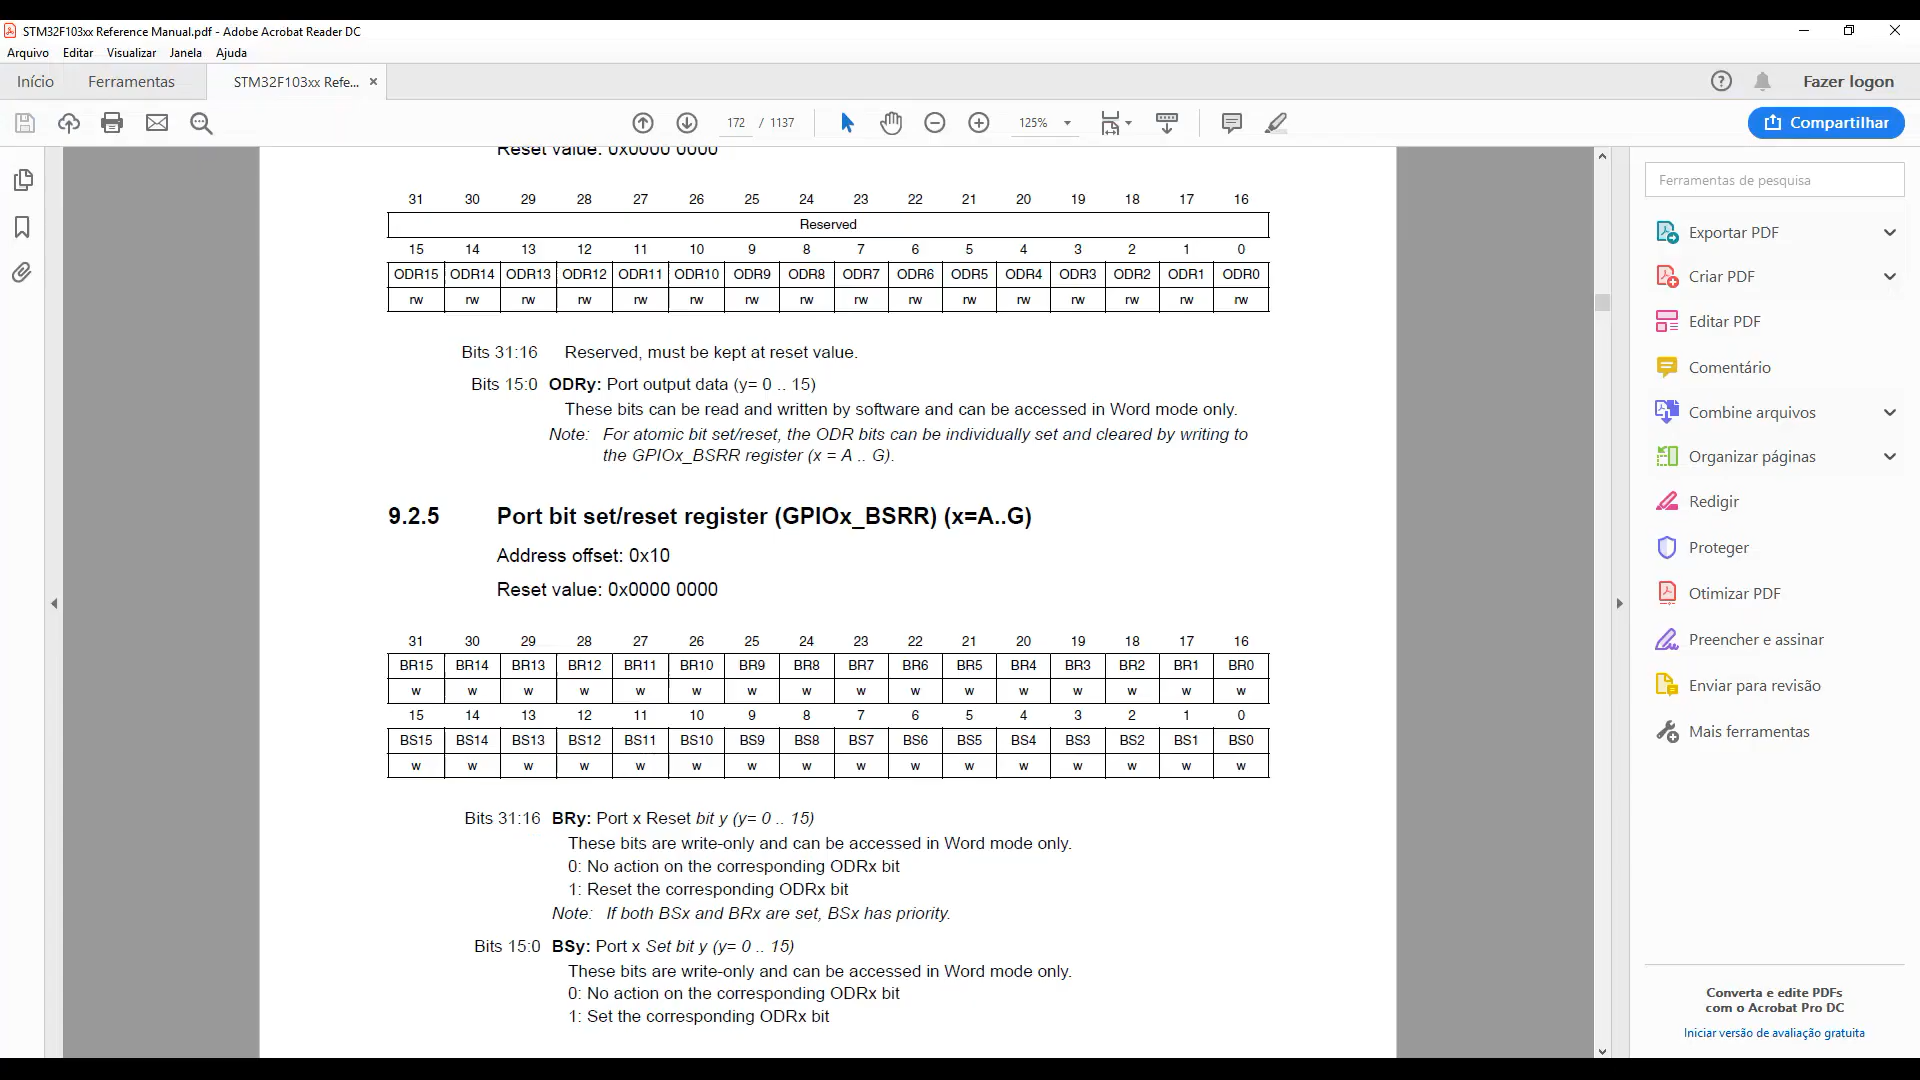 STM32F103xx Reference Manual.pdf - Adobe Acrobat Reader DC
Arquivo Editar Visualizar Janela Ajuda
Início Ferramentas STM32F103xx Refe... Fazer logon
172 / 1137 125% Compartilhar
Reset value: 0x0000 0000
31 30 29 28 27 26 25 24 23 22 21 20 19 18 17 16
Reserved
15 14 13 12 11 10 9 8 7 6 5 4 3 2 1 0
ODR15 ODR14 ODR13 ODR12 ODR11 ODR10 ODR9 ODR8 ODR7 ODR6 ODR5 ODR4 ODR3 ODR2 ODR1 ODR0
rw rw rw rw rw rw rw rw rw rw rw rw rw rw rw rw
Bits 31:16 Reserved, must be kept at reset value.
Bits 15:0 ODRy: Port output data (y= 0 .. 15)
These bits can be read and written by software and can be accessed in Word mode only.
Note: For atomic bit set/reset, the ODR bits can be individually set and cleared by writing to
the GPIOx_BSRR register (x = A .. G).
9.2.5 Port bit set/reset register (GPIOx_BSRR) (x=A..G)
Address offset: 0x10
Reset value: 0x0000 0000
31 30 29 28 27 26 25 24 23 22 21 20 19 18 17 16
BR15 BR14 BR13 BR12 BR11 BR10 BR9 BR8 BR7 BR6 BR5 BR4 BR3 BR2 BR1 BR0
w w w w w w w w w w w w w w w w
15 14 13 12 11 10 9 8 7 6 5 4 3 2 1 0
BS15 BS14 BS13 BS12 BS11 BS10 BS9 BS8 BS7 BS6 BS5 BS4 BS3 BS2 BS1 BS0
w w w w w w w w w w w w w w w w
Bits 31:16 BRy: Port x Reset bit y (y= 0 .. 15)
These bits are write-only and can be accessed in Word mode only.
0: No action on the corresponding ODRx bit
1: Reset the corresponding ODRx bit
Note: If both BSx and BRx are set, BSx has priority.
Bits 15:0 BSy: Port x Set bit y (y= 0 .. 15)
These bits are write-only and can be accessed in Word mode only.
0: No action on the corresponding ODRx bit
1: Set the corresponding ODRx bit
Ferramentas de pesquisa
Exportar PDF
Criar PDF
Editar PDF
Comentário
Combine arquivos
Organizar páginas
Redigir
Proteger
Otimizar PDF
Preencher e assinar
Enviar para revisão
Mais ferramentas
Converta e edite PDFs
com o Acrobat Pro DC
Iniciar versão de avaliação gratuita